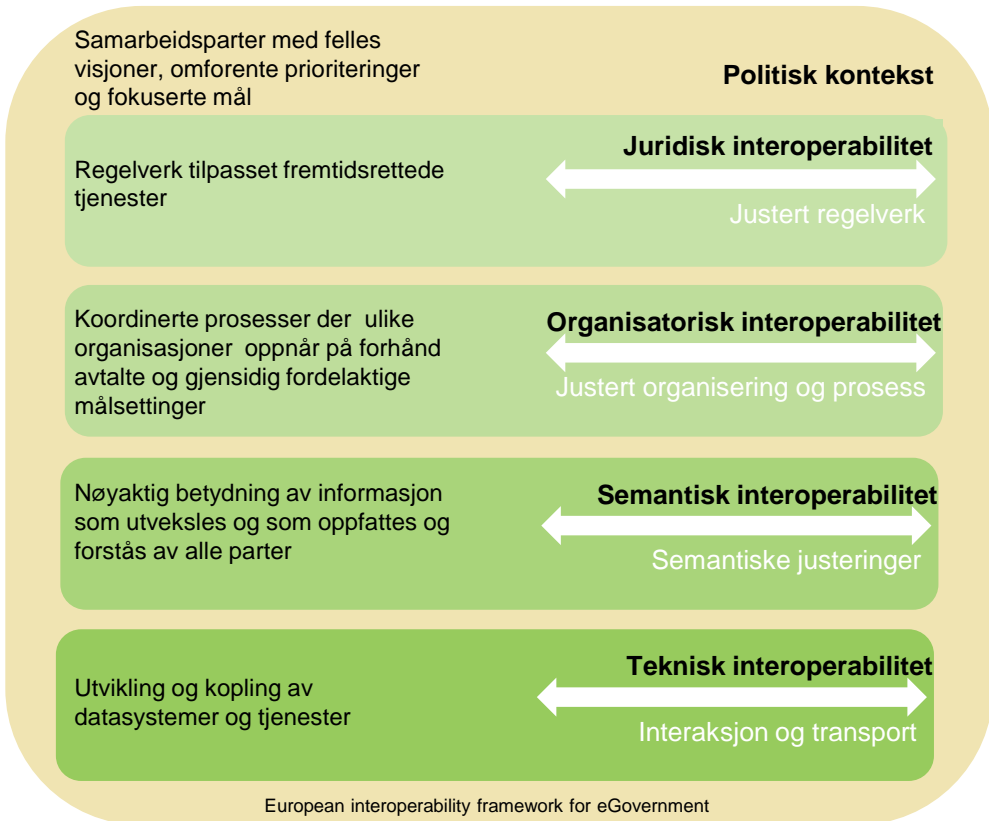 Samarbeidsparter med felles
visjoner, omforente prioriteringer
og fokuserte mål
Politisk kontekst
Juridisk interoperabilitet
Regelverk tilpasset fremtidsrettede
tjenester
Justert regelverk
Koordinerte prosesser der ulike
organisasjoner oppnår på forhånd
avtalte og gjensidig fordelaktige
målsettinger
Organisatorisk interoperabilitet
Justert organisering og prosess
Nøyaktig betydning av informasjon
som utveksles og som oppfattes og
forstås av alle parter
Semantisk interoperabilitet
Semantiske justeringer
Teknisk interoperabilitet
Utvikling og kopling av
datasystemer og tjenester
Interaksjon og transport
European interoperability framework for eGovernment